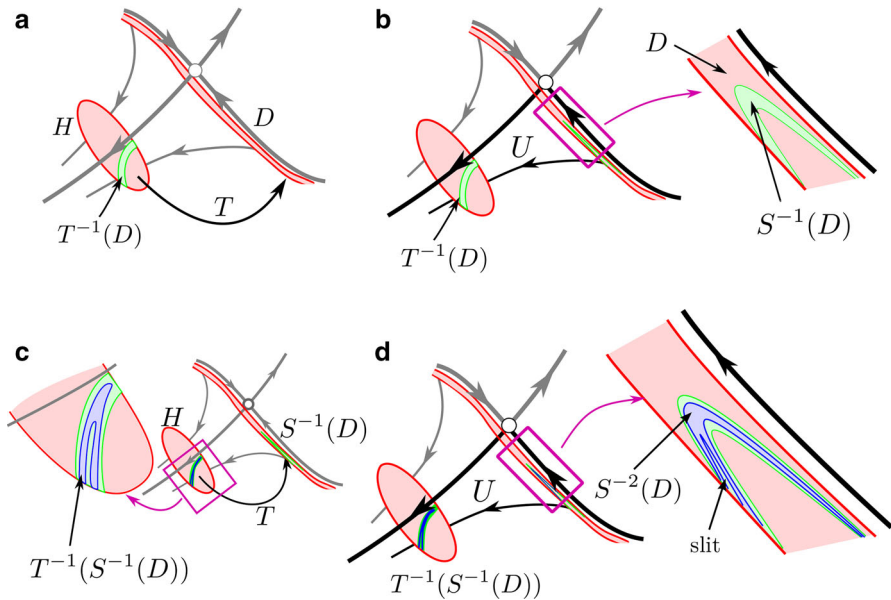 a
H
D
T
T⁻¹(D)
b
U
T⁻¹(D)
D
S⁻¹(D)
c
T⁻¹(S⁻¹(D))
H
S⁻¹(D)
T
d
U
T⁻¹(S⁻¹(D))
S⁻²(D)
slit